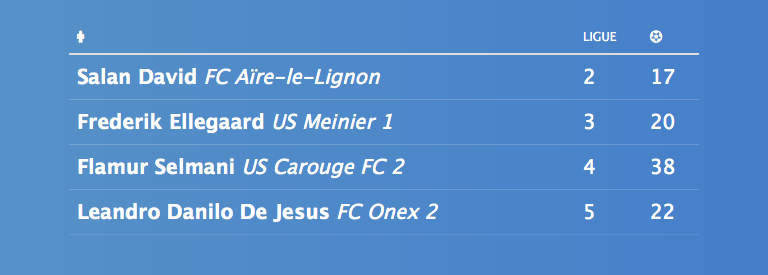 LIGUE
Salan David FC Aïre-le-Lignon 2 17
Frederik Ellegaard US Meinier 1 3 20
Flamur Selmani US Carouge FC 2 4 38
Leandro Danilo De Jesus FC Onex 2 5 22